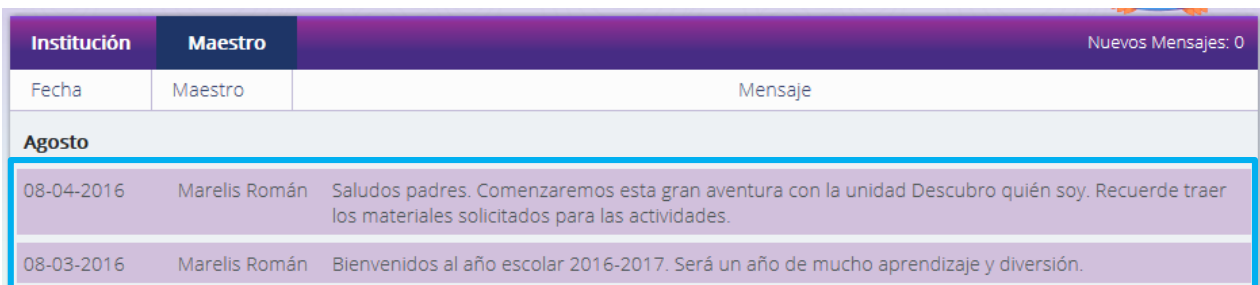 Institución Maestro Nuevos Mensajes: 0
Fecha Maestro Mensaje
Agosto
08-04-2016 Marelis Román Saludos padres. Comenzaremos esta gran aventura con la unidad Descubro quién soy. Recuerde traer
los materiales solicitados para las actividades.
08-03-2016 Marelis Román Bienvenidos al año escolar 2016-2017. Será un año de mucho aprendizaje y diversión.